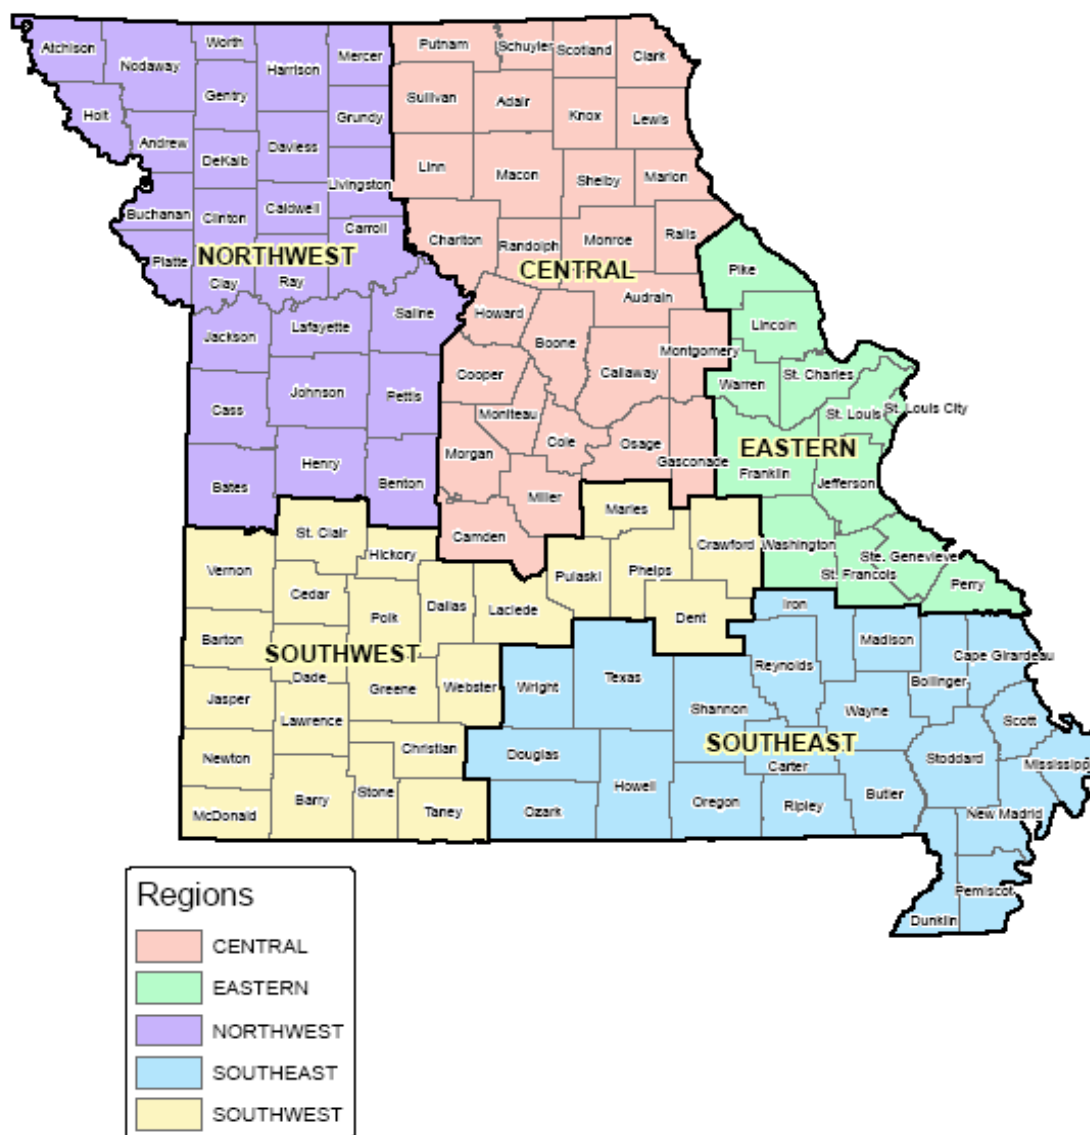 Atchison
Nodaway
Worth
Harrison
Mercer
Putnam
Schuyler
Scotland
Clark
Holt
Gentry
Sullivan
Adair
Knox
Lewis
Andrew
DeKalb
Daviess
Grundy
Linn
Macon
Shelby
Marion
Buchanan
Clinton
Caldwell
Livingston
Carroll
Chariton
Randolph
Monroe
Ralls
Platte
NORTHWEST
CENTRAL
Pike
Clay
Ray
Saline
Howard
Audrain
Jackson
Lafayette
Boone
Lincoln
Cooper
Callaway
Montgomery
Warren
St. Charles
Cass
Johnson
Pettis
Moniteau
St. Louis
St. Louis City
Morgan
Cole
Osage
Gasconade
EASTERN
Franklin
Jefferson
Bates
Henry
Benton
Miller
Maries
St. Clair
Camden
Crawford
Washington
Ste. Genevieve
Vernon
Hickory
Pulaski
Phelps
St. Francois
Perry
Cedar
Polk
Dallas
Laclede
Dent
Iron
Barton
Madison
Cape Girardeau
SOUTHWEST
Reynolds
Bollinger
Jasper
Dade
Greene
Webster
Wright
Texas
Shannon
Wayne
Scott
Lawrence
SOUTHEAST
Newton
Christian
Douglas
Carter
Stoddard
Mississippi
McDonald
Barry
Stone
Taney
Ozark
Howell
Oregon
Ripley
Butler
New Madrid
Pemiscot
Dunklin
Regions
CENTRAL
EASTERN
NORTHWEST
SOUTHEAST
SOUTHWEST